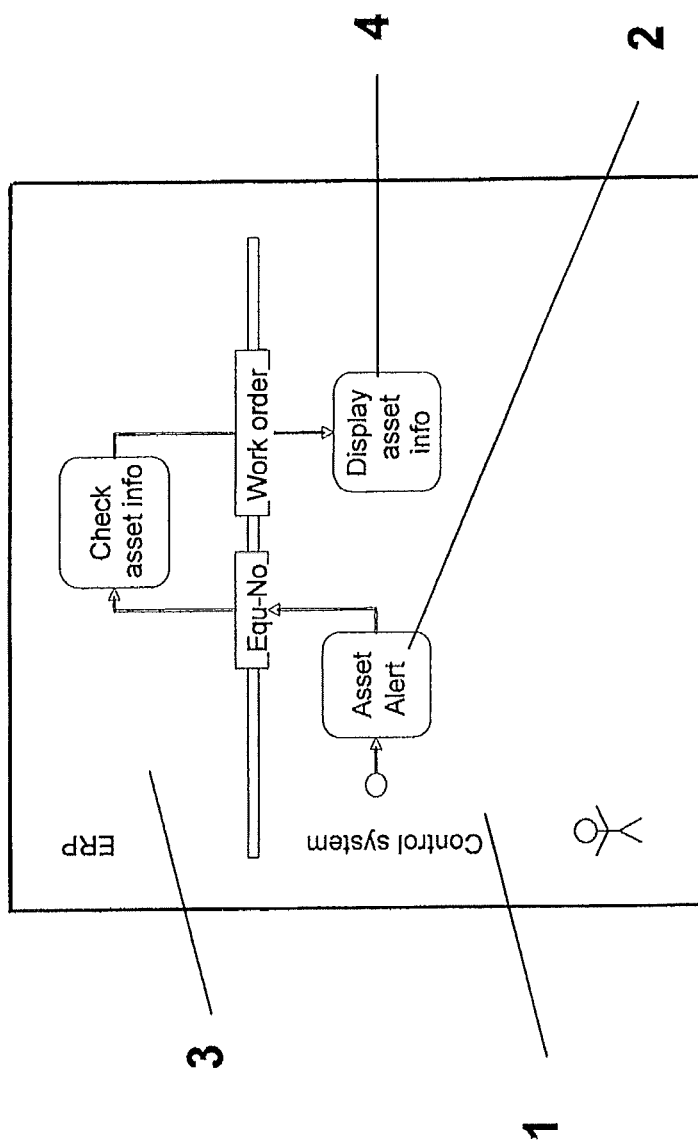 4
2
ERP
Check
asset info
Equ-No
Work order
Control system
Asset
Alert
Display
asset
info
3
1